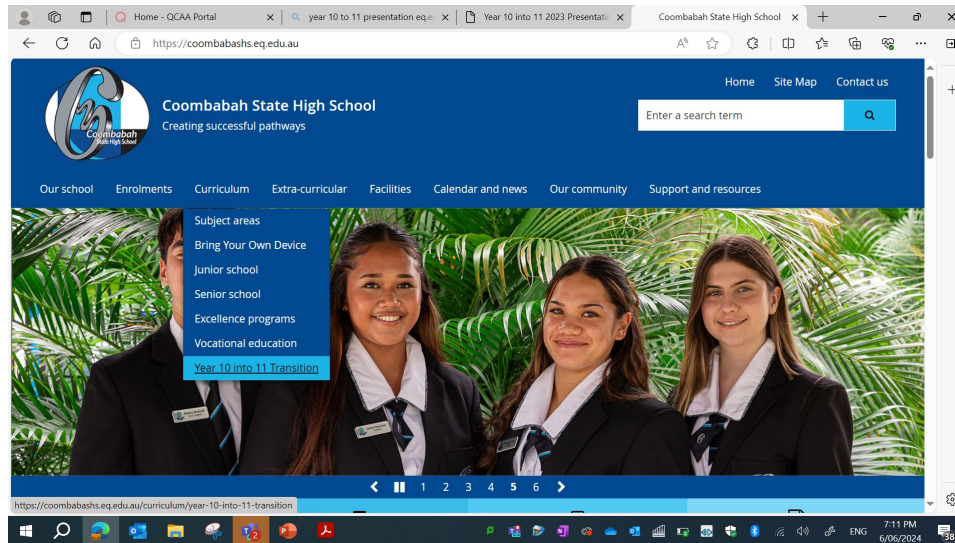 Home - QCAA Portal
year 10 to 11 presentation eq.e
Year 10 into 11 2023 Presentatic
Coombabah State High School
https://coombabashs.eq.edu.au
Home Site Map Contact us
Coombabah State High School
Creating successful pathways
Enter a search term
Coombabah
State High School
Our school Enrolments Curriculum Extra-curricular Facilities Calendar and news Our community Support and resources
Subject areas
Bring Your Own Device
Junior school
Senior school
Excellence programs
Vocational education
Year 10 into 11 Transition
1 2 3 4 5 6
https://coombabashs.eq.edu.au/curriculum/year-10-into-11-transition
ENG
7:11 PM
6/06/2024
38